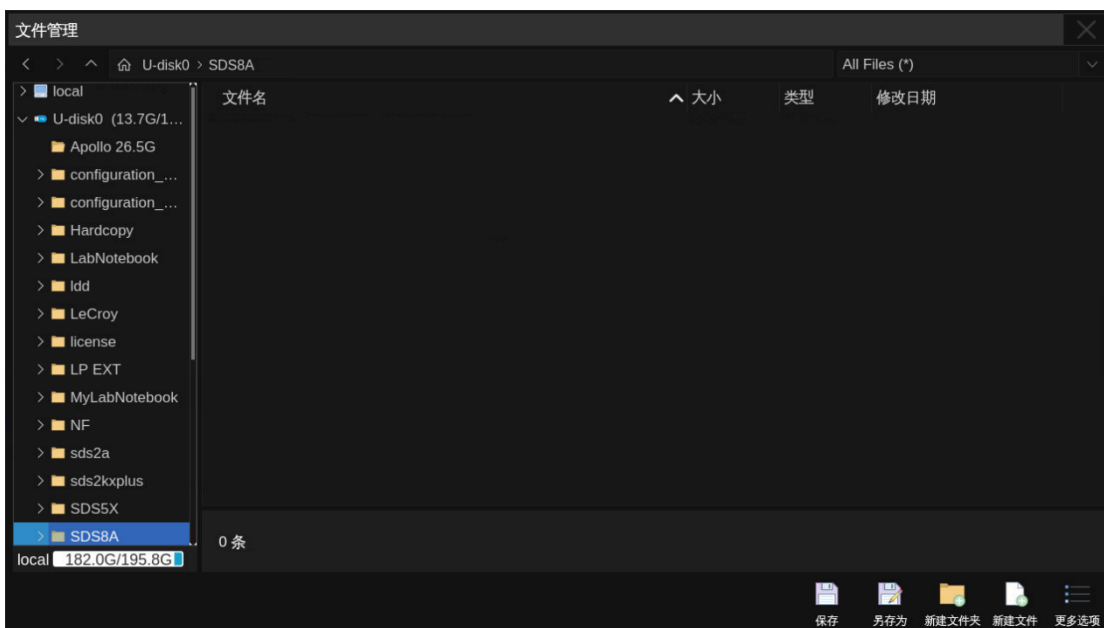 文件管理
U-disk0 > SDS8A
All Files (*)
local
文件名 大小 类型 修改日期
U-disk0 (13.7G/1...
Apollo 26.5G
configuration_...
configuration_...
Hardcopy
LabNotebook
ldd
LeCroy
license
LP EXT
MyLabNotebook
NF
sds2a
sds2kxplus
SDS5X
SDS8A
0 条
local 182.0G/195.8G
保存 另存为 新建文件夹 新建文件 更多选项